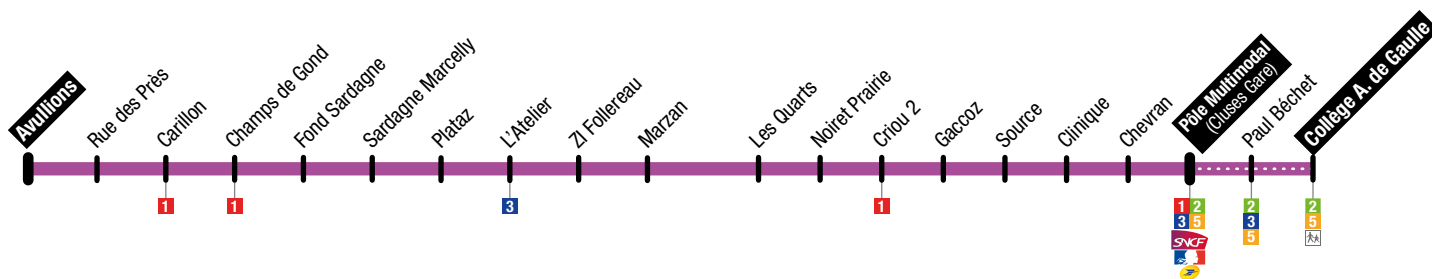 Avullions
Rue des Près
Carillon
Champs de Gond
Fond Sardagne
Sardagne Marcelly
Plataz
L'Atelier
ZI Follereau
Marzan
Les Quarts
Noiret Prairie
Criou 2
Gaccoz
Source
Clinique
Chevran
Pôle Multimodal
(Cluses Gare)
Paul Béchet
Collège A. de Gaulle
1
1
3
1
1 2
3 5
SNCF
2
3
5
2
5